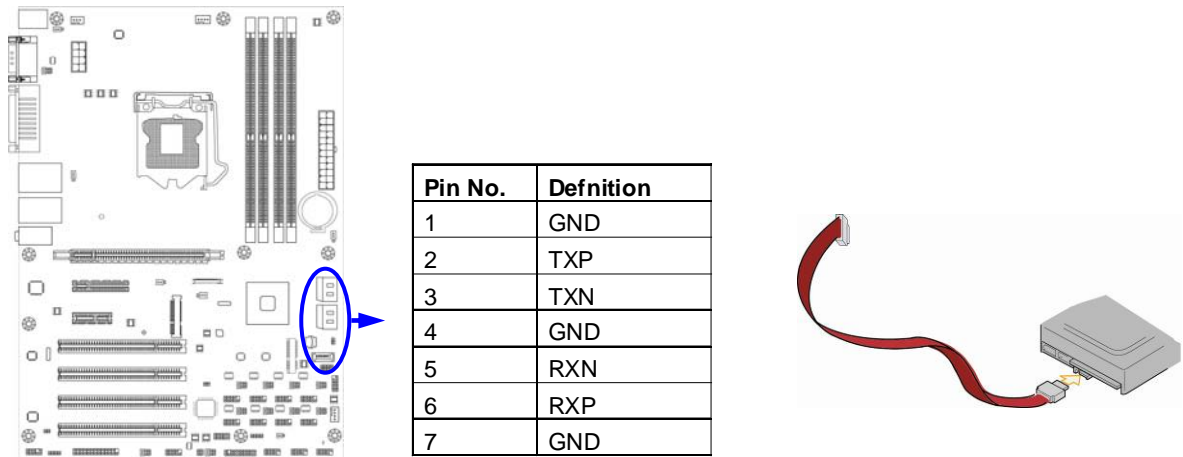 Pin No. Defnition
1 GND
2 TXP
3 TXN
4 GND
5 RXN
6 RXP
7 GND